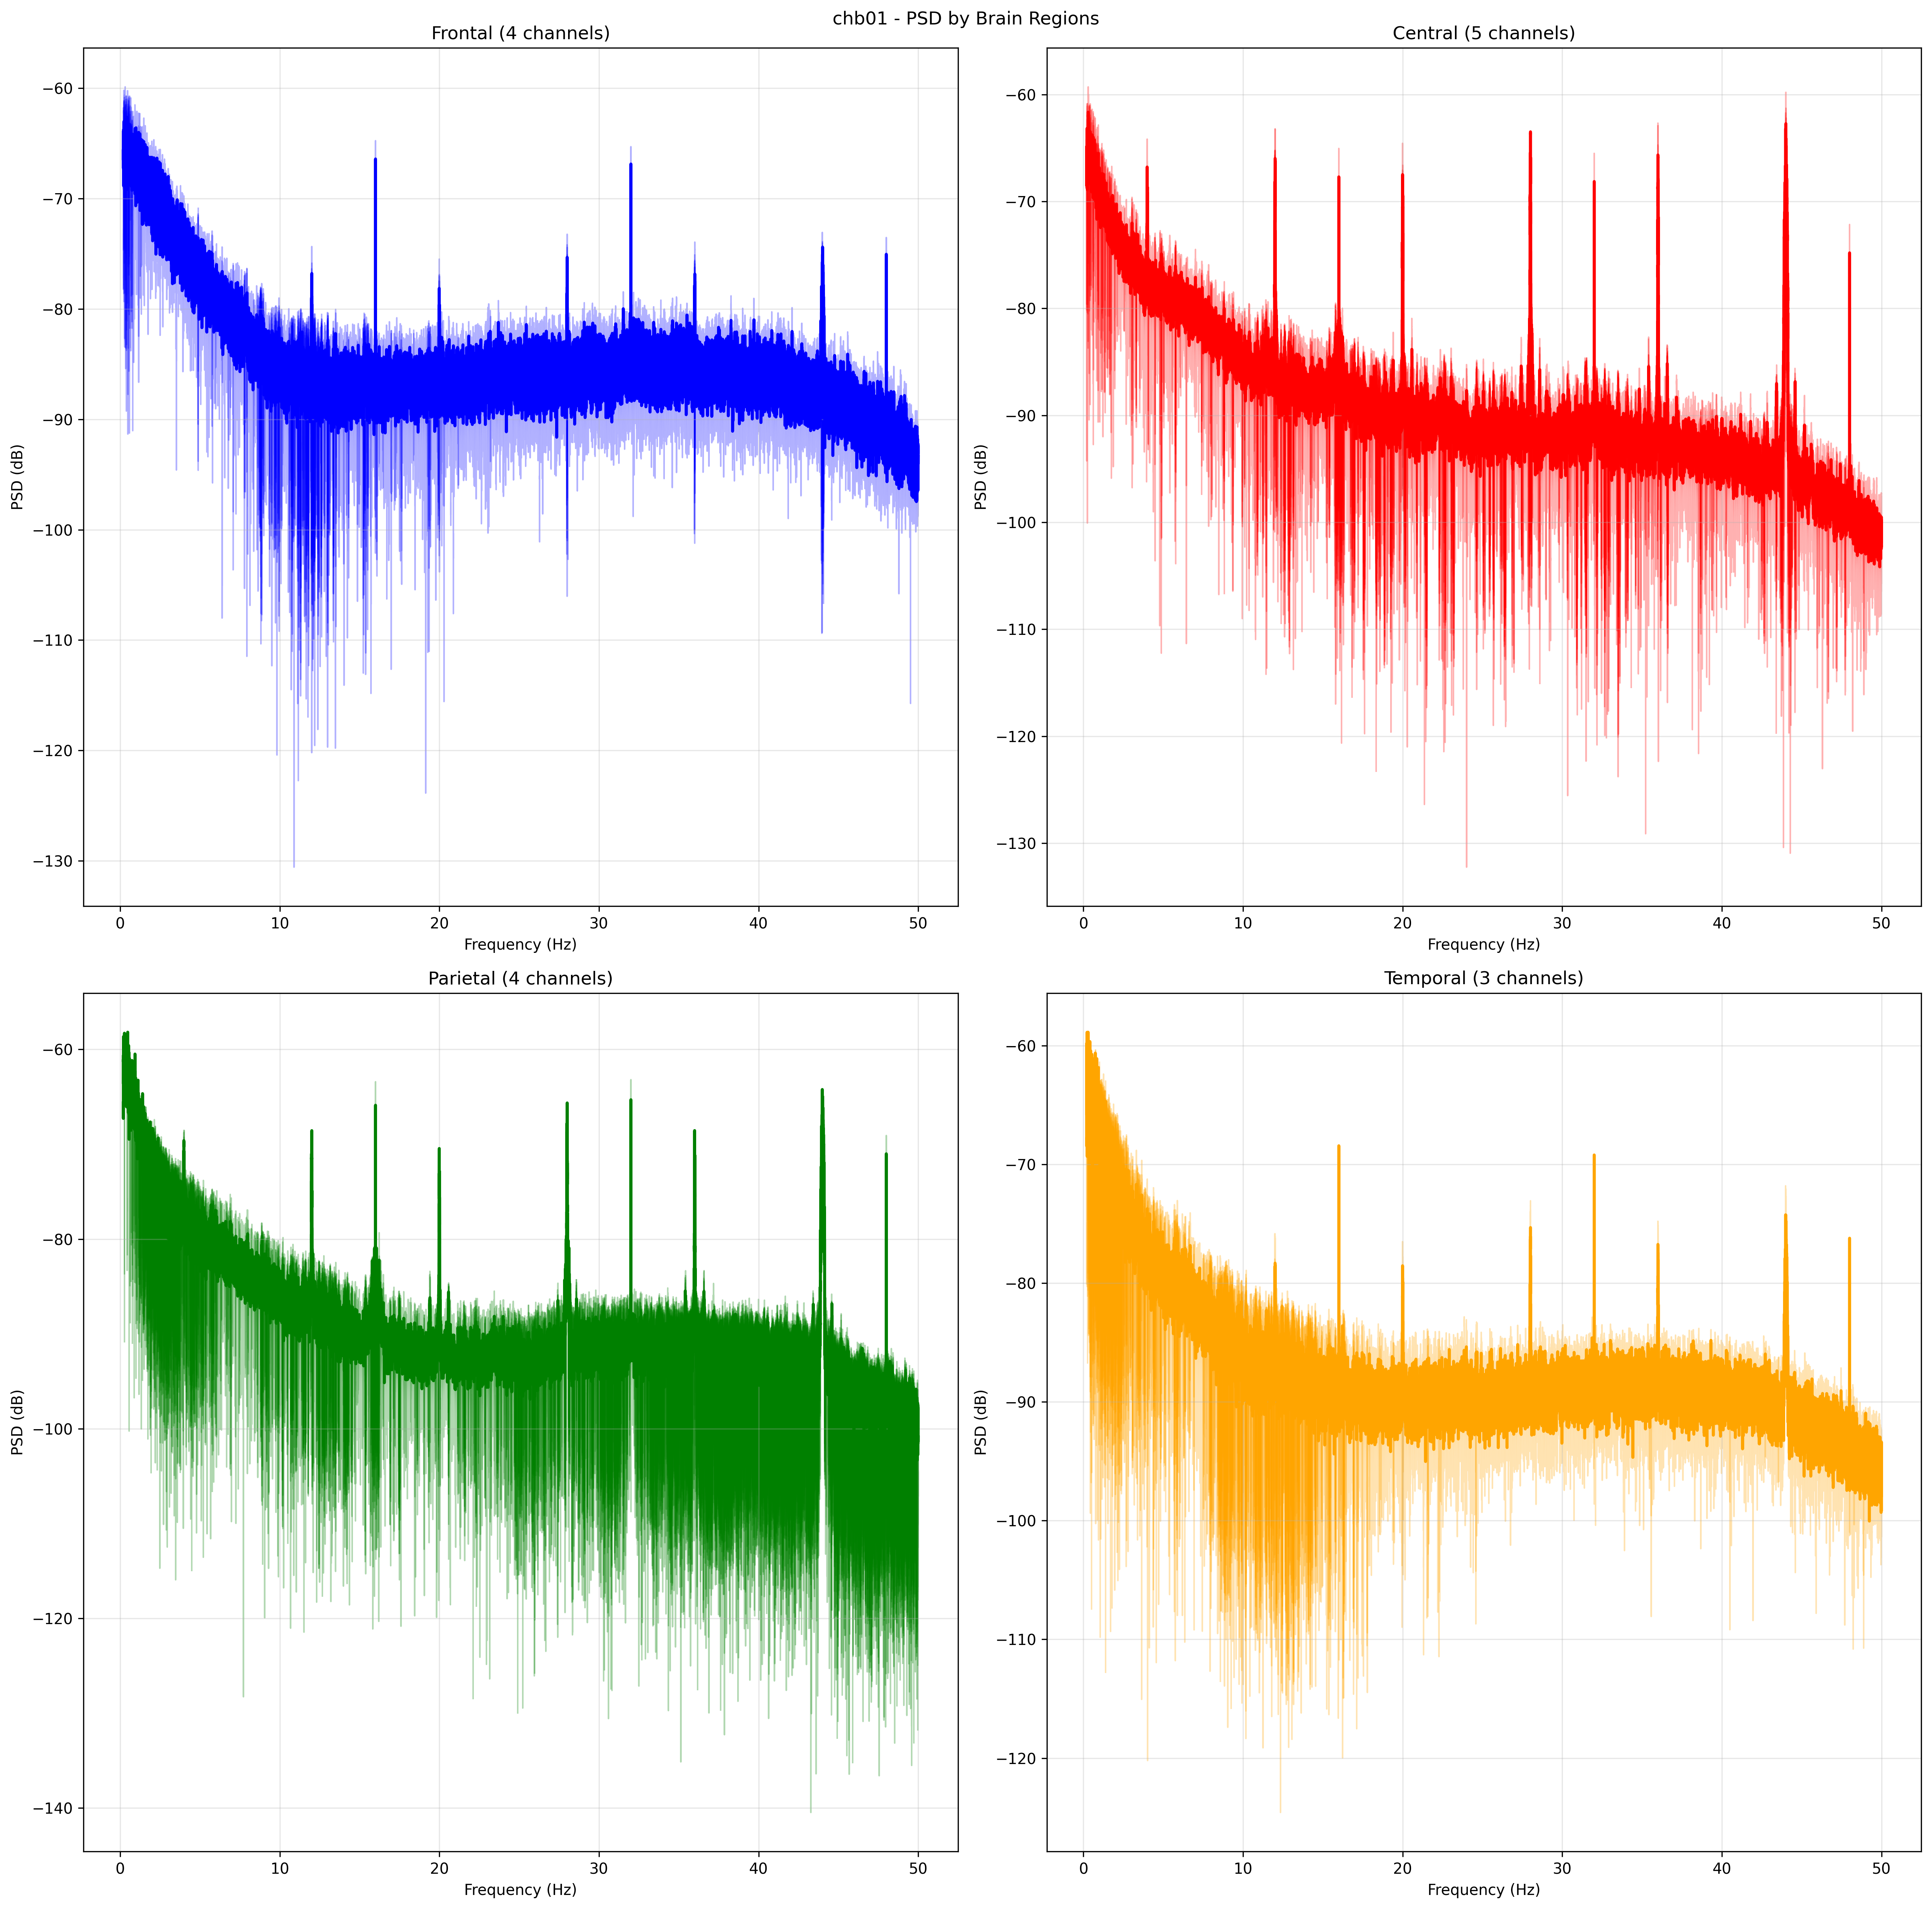 chb01 - PSD by Brain Regions
Frontal (4 channels)
PSD (dB)
−60
−70
−80
−90
−100
−110
−120
−130
0 10 20 30 40 50
Frequency (Hz)
Central (5 channels)
PSD (dB)
−60
−70
−80
−90
−100
−110
−120
−130
0 10 20 30 40 50
Frequency (Hz)
Parietal (4 channels)
PSD (dB)
−60
−80
−100
−120
−140
0 10 20 30 40 50
Frequency (Hz)
Temporal (3 channels)
PSD (dB)
−60
−70
−80
−90
−100
−110
−120
0 10 20 30 40 50
Frequency (Hz)